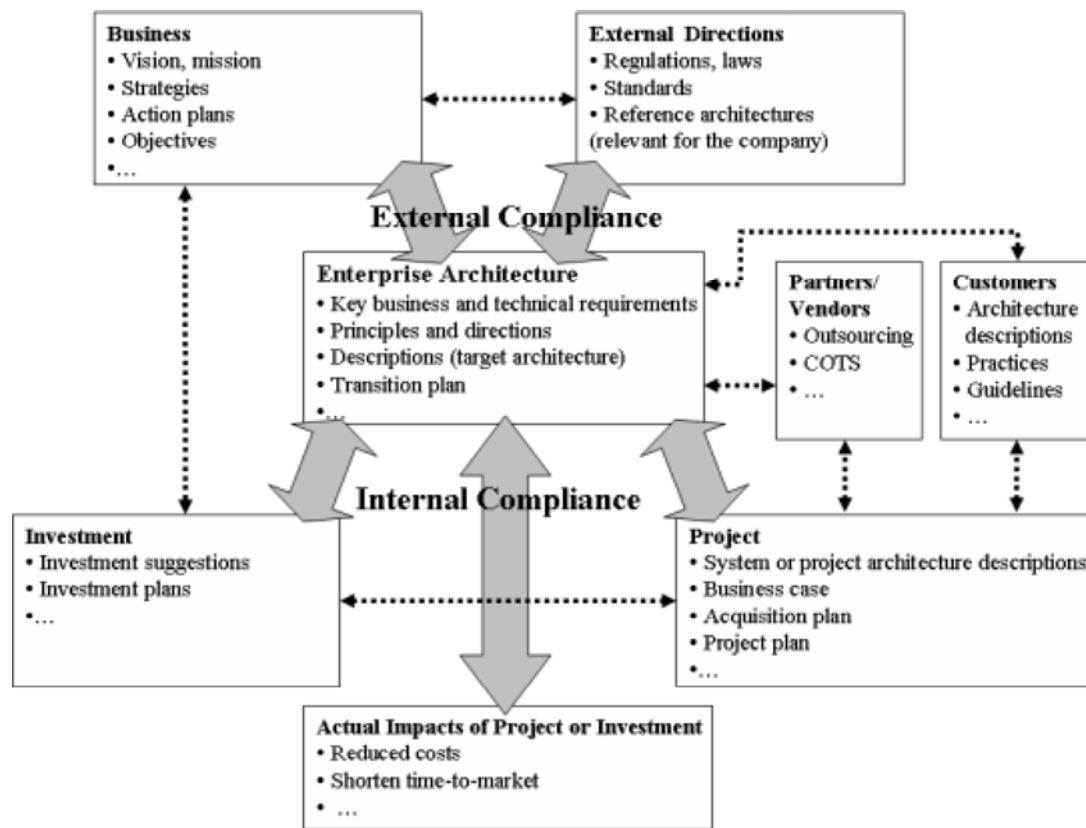 Business
• Vision, mission
• Strategies
• Action plans
• Objectives
•…
External Directions
• Regulations, laws
• Standards
• Reference architectures
(relevant for the company)
External Compliance
Enterprise Architecture
• Key business and technical requirements
• Principles and directions
• Descriptions (target architecture)
• Transition plan
•…
Partners/
Vendors
• Outsourcing
• COTS
• …
Customers
• Architecture
descriptions
• Practices
• Guidelines
• …
Internal Compliance
Investment
• Investment suggestions
• Investment plans
•…
Project
• System or project architecture descriptions
• Business case
• Acquisition plan
• Project plan
•…
Actual Impacts of Project or Investment
• Reduced costs
• Shorten time-to-market
• …